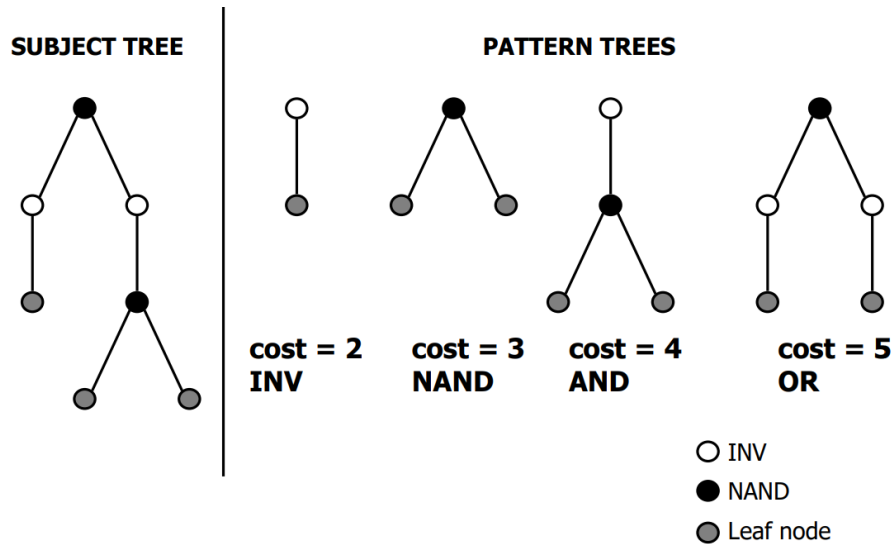 SUBJECT TREE
PATTERN TREES
cost = 2
INV
cost = 3
NAND
cost = 4
AND
cost = 5
OR
INV
NAND
Leaf node